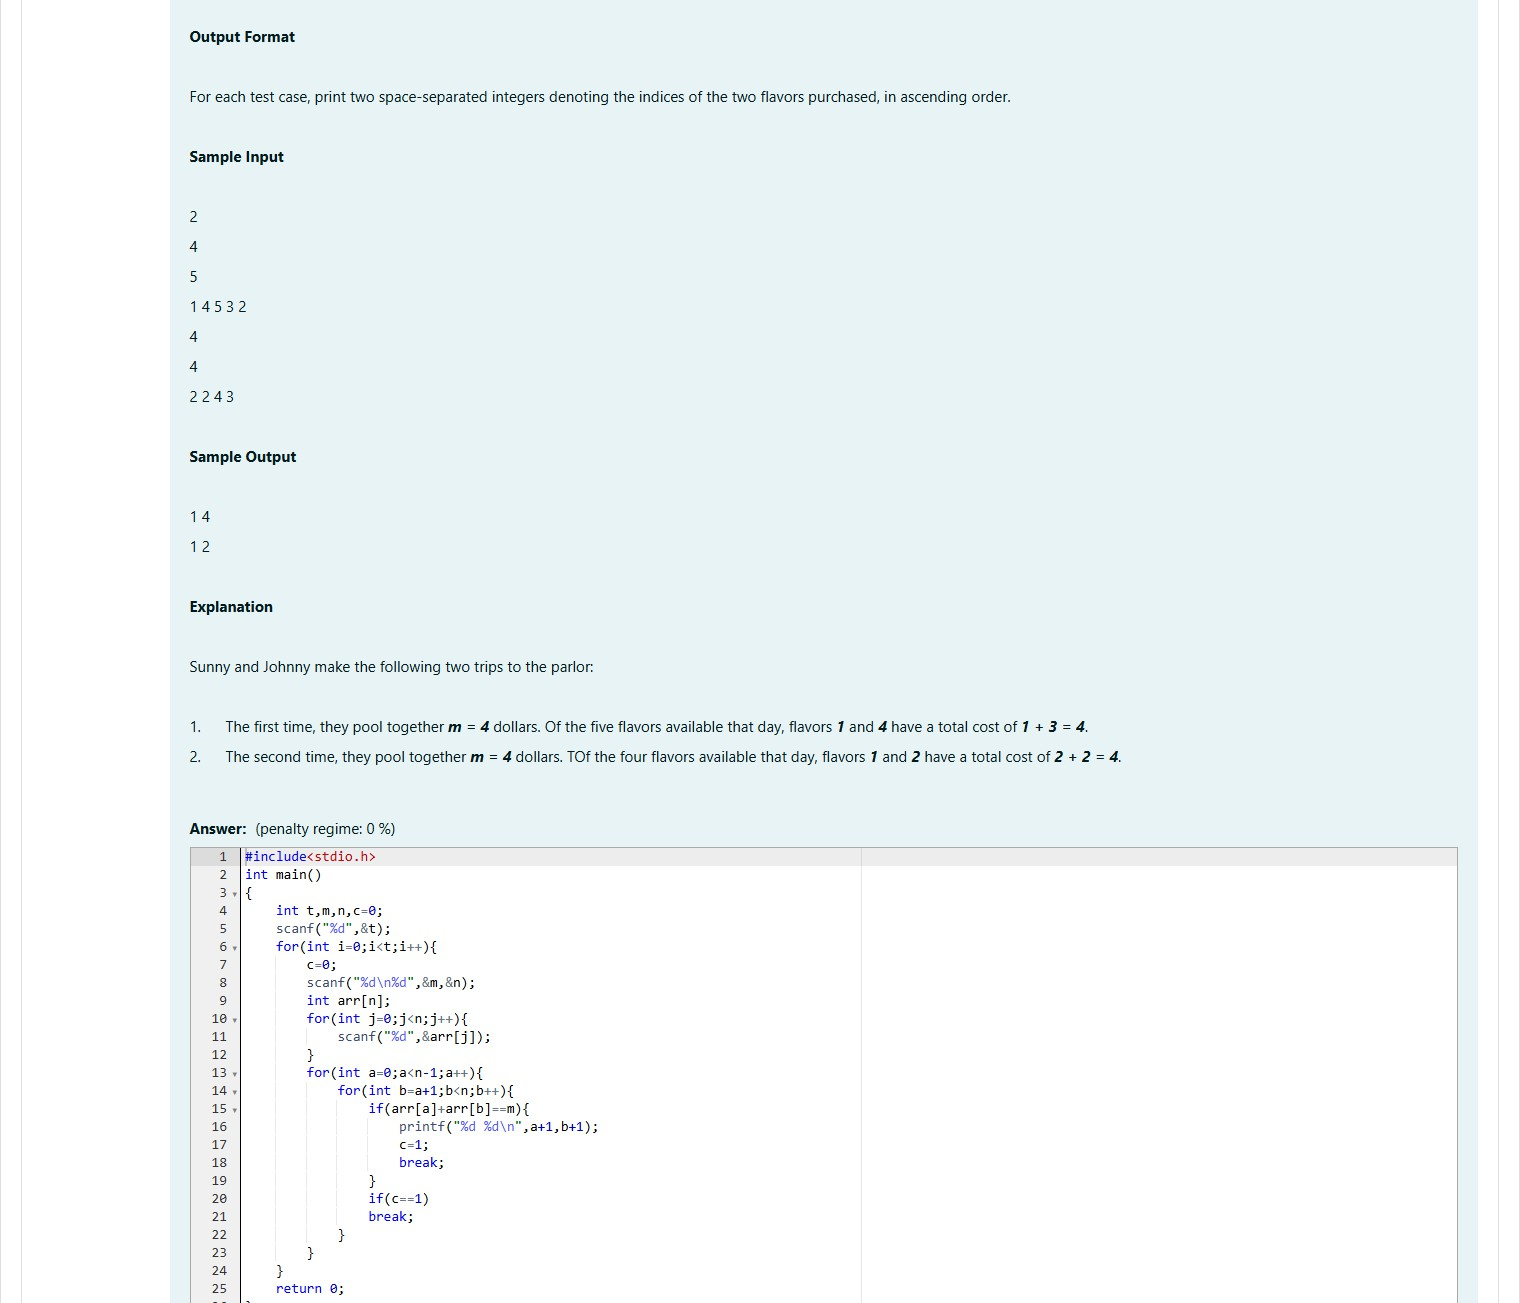 Output Format
For each test case, print two space-separated integers denoting the indices of the two flavors purchased, in ascending order.
Sample Input
2
4
5
1 4 5 3 2
4
4
2 2 4 3
Sample Output
1 4
1 2
Explanation
Sunny and Johnny make the following two trips to the parlor:
1. The first time, they pool together m = 4 dollars. Of the five flavors available that day, flavors 1 and 4 have a total cost of 1 + 3 = 4.
2. The second time, they pool together m = 4 dollars. TOf the four flavors available that day, flavors 1 and 2 have a total cost of 2 + 2 = 4.
Answer: (penalty regime: 0 %)
1 #include<stdio.h>
2 int main()
3 {
4     int t,m,n,c=0;
5     scanf("%d",&t);
6     for(int i=0;i<t;i++){
7         c=0;
8         scanf("%d\n%d",&m,&n);
9         int arr[n];
10         for(int j=0;j<n;j++){
11             scanf("%d",&arr[j]);
12         }
13         for(int a=0;a<n-1;a++){
14             for(int b=a+1;b<n;b++){
15                 if(arr[a]+arr[b]==m){
16                     printf("%d %d\n",a+1,b+1);
17                     c=1;
18                     break;
19                 }
20                 if(c==1)
21                 break;
22             }
23         }
24     }
25     return 0;